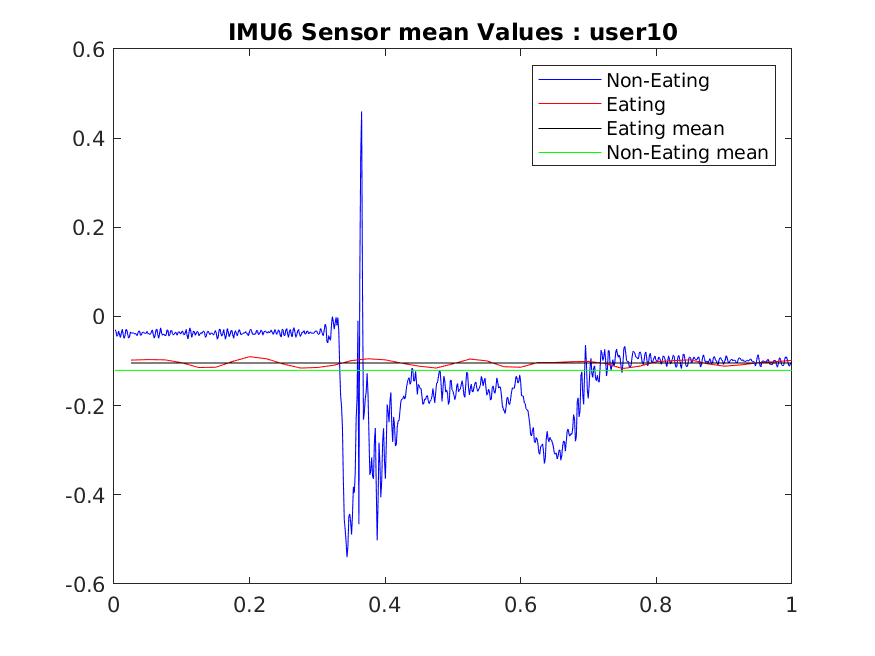 IMU6 Sensor mean Values : user10
Non-Eating
Eating
Eating mean
Non-Eating mean
0.6
0.4
0.2
0
-0.2
-0.4
-0.6
0 0.2 0.4 0.6 0.8 1